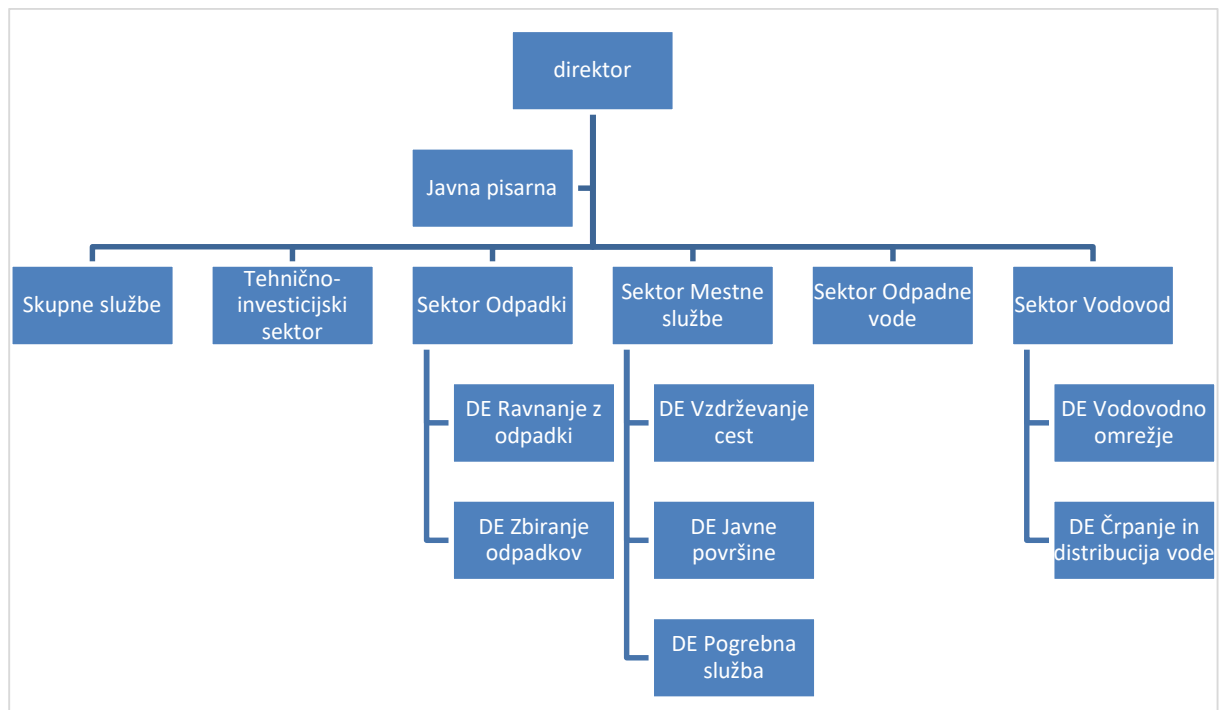 direktor
Javna pisarna
Skupne službe
Tehnično-
investicijski
sektor
Sektor Odpadki
Sektor Mestne
službe
Sektor Odpadne
vode
Sektor Vodovod
DE Ravnanje z
odpadki
DE Zbiranje
odpadkov
DE Vzdrževanje
cest
DE Javne
površine
DE Pogrebna
služba
DE Vodovodno
omrežje
DE Črpanje in
distribucija vode